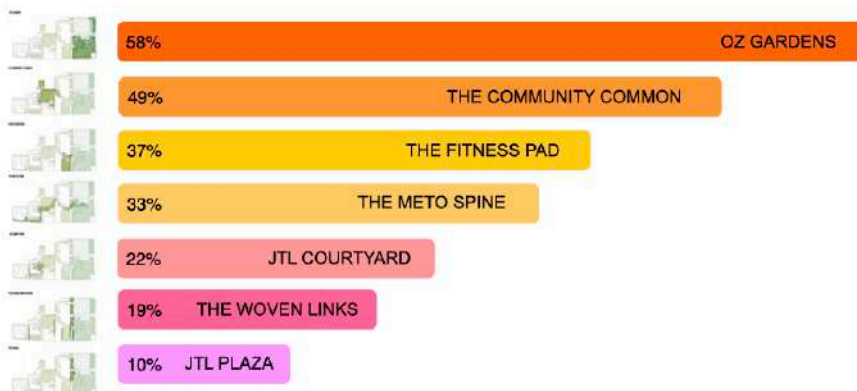 58% OZ GARDENS
49% THE COMMUNITY COMMON
37% THE FITNESS PAD
33% THE METO SPINE
22% JTL COURTYARD
19% THE WOVEN LINKS
10% JTL PLAZA